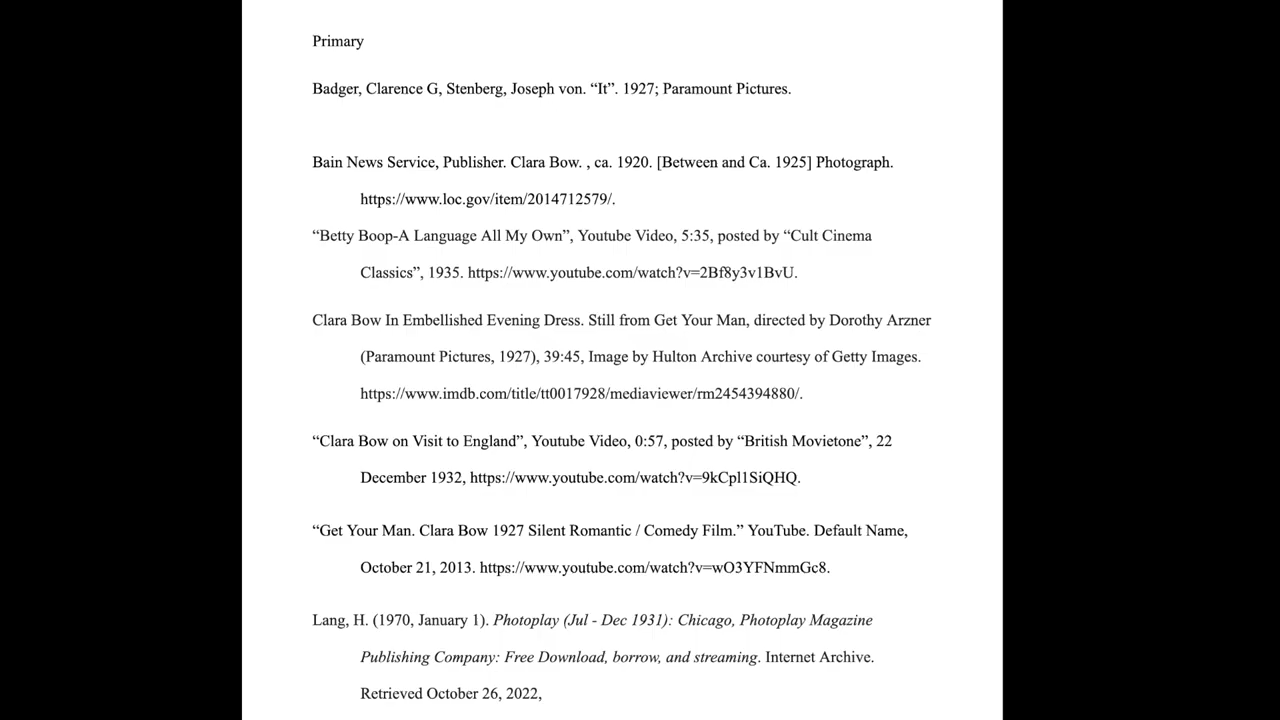 Primary
Badger, Clarence G, Stenberg, Joseph von. “It”. 1927; Paramount Pictures.
Bain News Service, Publisher. Clara Bow. , ca. 1920. [Between and Ca. 1925] Photograph.
https://www.loc.gov/item/2014712579/.
“Betty Boop-A Language All My Own”, Youtube Video, 5:35, posted by “Cult Cinema
Classics”, 1935. https://www.youtube.com/watch?v=2Bf8y3v1BvU.
Clara Bow In Embellished Evening Dress. Still from Get Your Man, directed by Dorothy Arzner
(Paramount Pictures, 1927), 39:45, Image by Hulton Archive courtesy of Getty Images.
https://www.imdb.com/title/tt0017928/mediaviewer/rm2454394880/.
“Clara Bow on Visit to England”, Youtube Video, 0:57, posted by “British Movietone”, 22
December 1932, https://www.youtube.com/watch?v=9kCpl1SiQHQ.
“Get Your Man. Clara Bow 1927 Silent Romantic / Comedy Film.” YouTube. Default Name,
October 21, 2013. https://www.youtube.com/watch?v=wO3YFNmmGc8.
Lang, H. (1970, January 1). Photoplay (Jul - Dec 1931): Chicago, Photoplay Magazine
Publishing Company: Free Download, borrow, and streaming. Internet Archive.
Retrieved October 26, 2022,